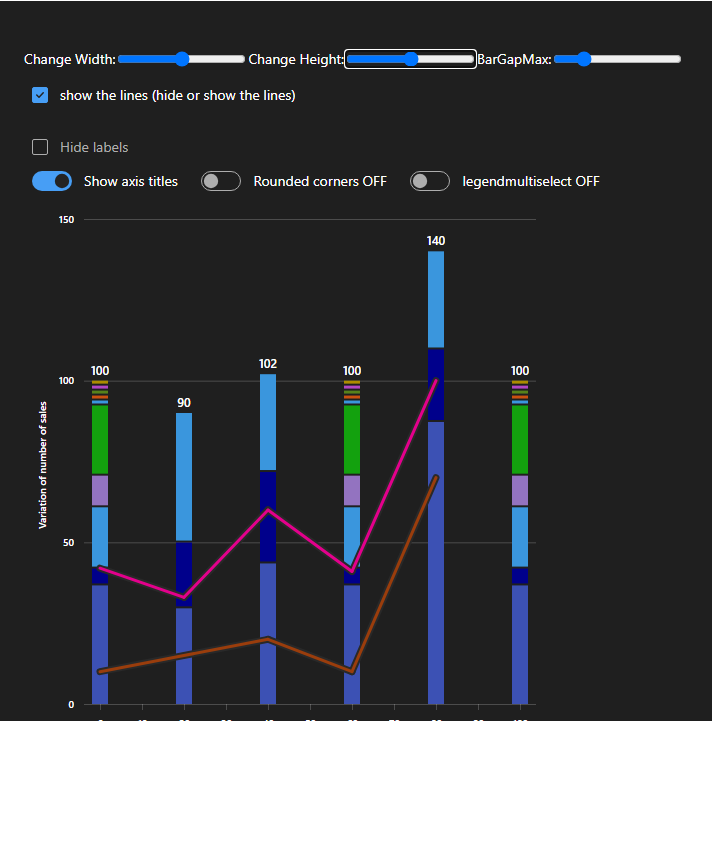 Change Width: Change Height: BarGapMax:
show the lines (hide or show the lines)
Hide labels
Show axis titles Rounded corners OFF legendmultiselect OFF
150
140
102
100 100 100
100
90
Variation of number of sales
50
0